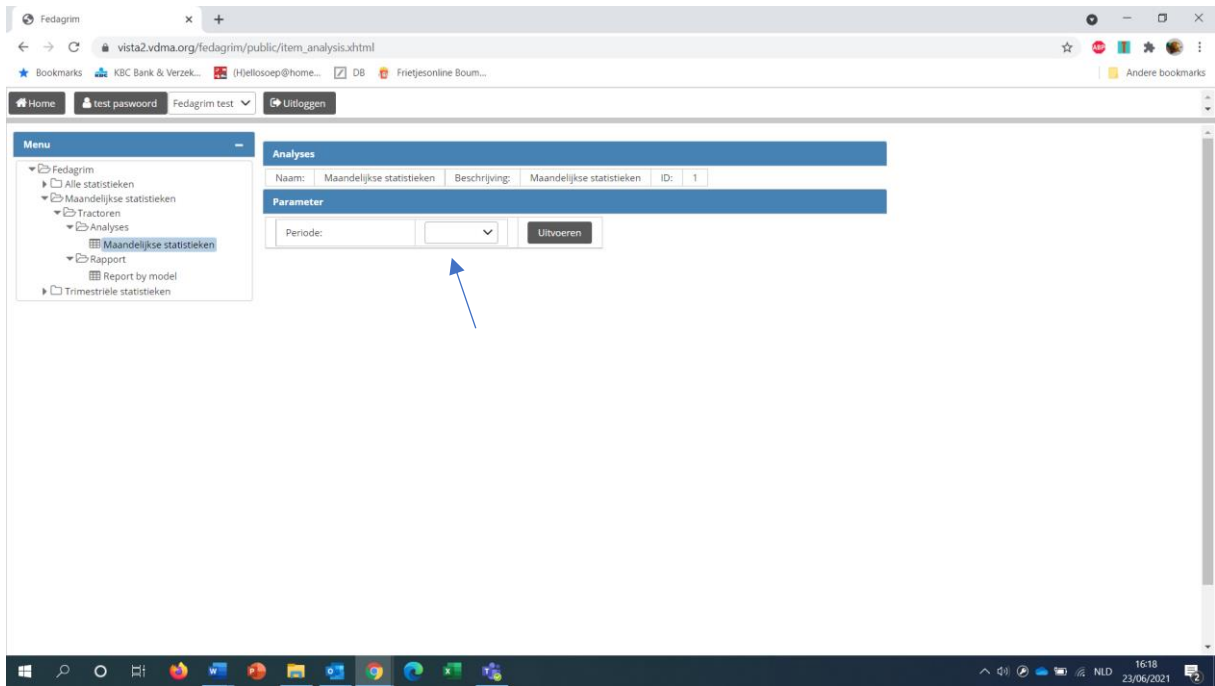 Fedagrim
vista2.vdma.org/fedagrim/public/item_analysis.xhtml
ABP
Bookmarks KBC Bank & Verzek... (H)ellosoep@home... DB Frietjesonline Boum... Andere bookmarks
Home test paswoord Fedagrim test Uitloggen
Menu
Fedagrim
Alle statistieken
Maandelijkse statistieken
Tractoren
Analyses
Maandelijkse statistieken
Rapport
Report by model
Trimestriële statistieken
Analyses
Naam: Maandelijkse statistieken Beschrijving: Maandelijkse statistieken ID: 1
Parameter
Periode: Uitvoeren
NLD 16:18
23/06/2021 2